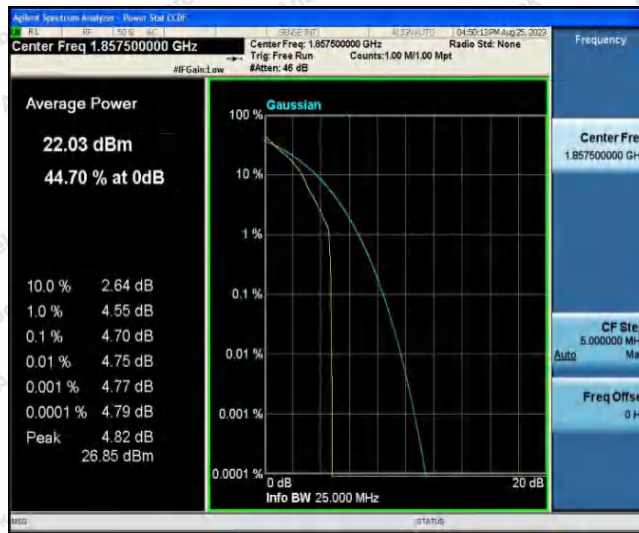 Agilent Spectrum Analyzer - Power Stat CCDF
RL RF 50 Ω AC SENSE:INT ALIGN AUTO 04:50:13 PM Aug 25, 2023
Center Freq 1.857500000 GHz
Center Freq: 1.857500000 GHz Radio Std: None
Trig: Free Run Counts:1.00 M/1.00 Mpt
#IFGain:Low #Atten: 46 dB
Frequency
Average Power
22.03 dBm
44.70 % at 0dB
10.0 % 2.64 dB
1.0 % 4.55 dB
0.1 % 4.70 dB
0.01 % 4.75 dB
0.001 % 4.77 dB
0.0001 % 4.79 dB
Peak 4.82 dB
26.85 dBm
Gaussian
100 %
10 %
1 %
0.1 %
0.01 %
0.001 %
0.0001 %
0 dB 20 dB
Info BW 25.000 MHz
Center Fre
1.857500000 GH
CF Ste
5.000000 MH
Auto Ma
Freq Offse
0 H
MSG STATUS